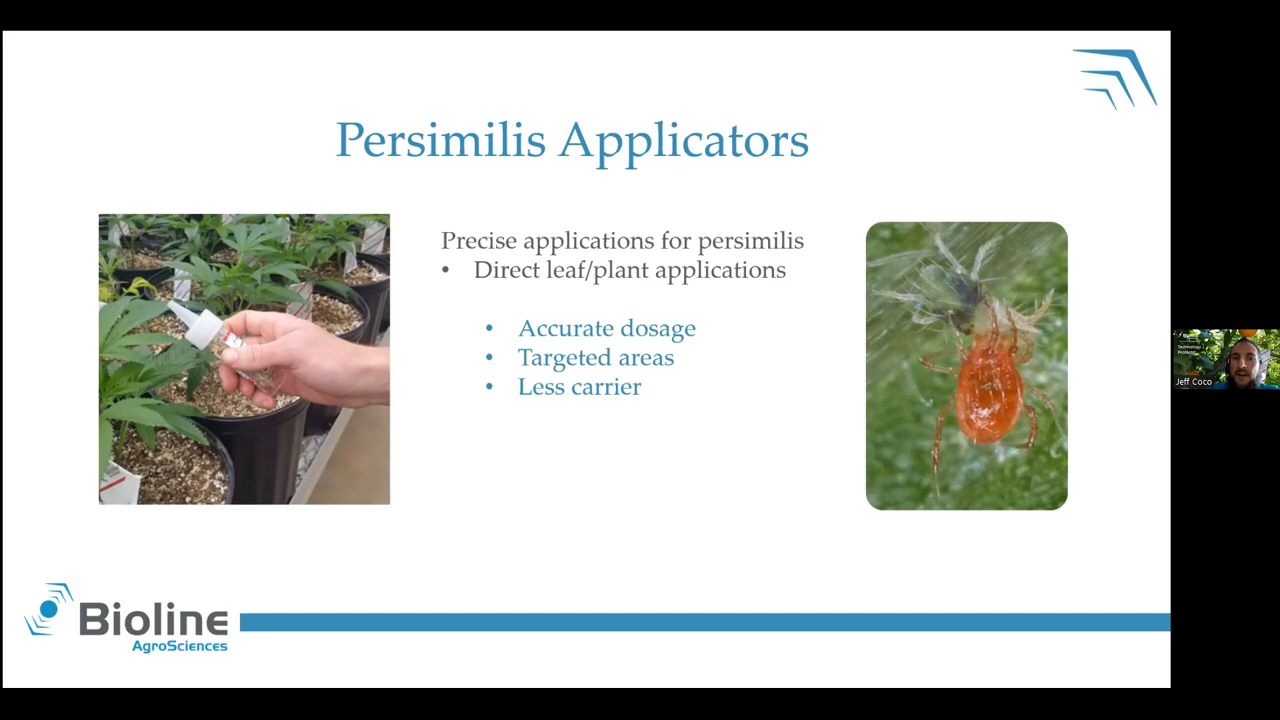 Persimilis Applicators
Precise applications for persimilis
• Direct leaf/plant applications
• Accurate dosage
• Targeted areas
• Less carrier
Bioline
AgroSciences
Technology
Jeff Coco